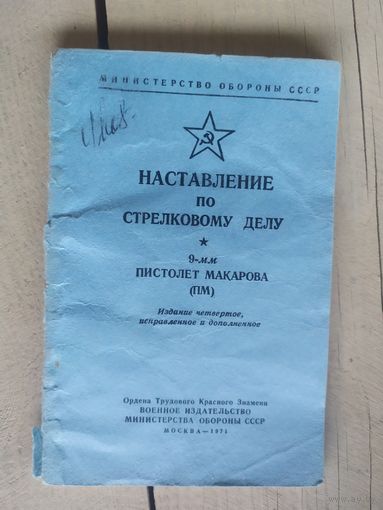 МИНИСТЕРСТВО ОБОРОНЫ СССР
НАСТАВЛЕНИЕ
ПО
СТРЕЛКОВОМУ ДЕЛУ
9-мм
ПИСТОЛЕТ МАКАРОВА
(ПМ)
Издание четвертое,
исправленное и дополненное
Ордена Трудового Красного Знамени
ВОЕННОЕ ИЗДАТЕЛЬСТВО
МИНИСТЕРСТВА ОБОРОНЫ СССР
МОСКВА—1971